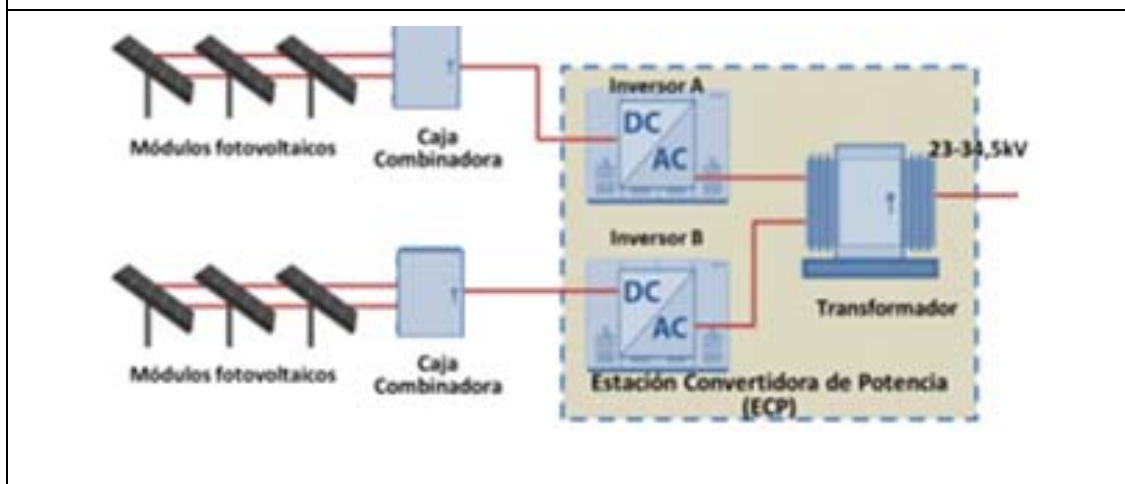 Módulos fotovoltaicos
Caja
Combinadora
Inversor A
DC
AC
23-34,5kV
Transformador
Módulos fotovoltaicos
Caja
Combinadora
Inversor B
DC
AC
Estación Convertidora de Potencia
(ECP)